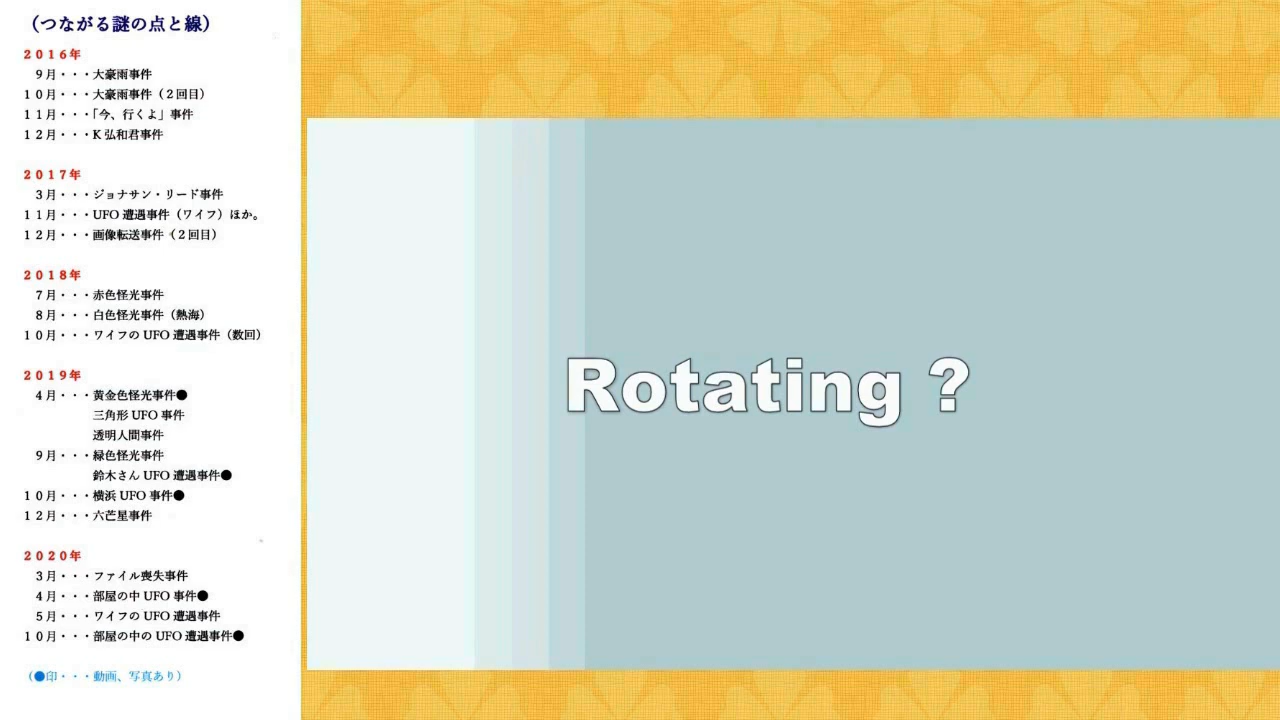 （つながる謎の点と線）
２０１６年
９月・・・大豪雨事件
１０月・・・大豪雨事件（２回目）
１１月・・・「今、行くよ」事件
１２月・・・K 弘和君事件
２０１７年
３月・・・ジョナサン・リード事件
１１月・・・UFO 遭遇事件（ワイフ）ほか。
１２月・・・画像転送事件（２回目）
２０１８年
７月・・・赤色怪光事件
８月・・・白色怪光事件（熱海）
１０月・・・ワイフの UFO 遭遇事件（数回）
２０１９年
４月・・・黄金色怪光事件●
三角形 UFO 事件
透明人間事件
９月・・・緑色怪光事件
鈴木さん UFO 遭遇事件●
１０月・・・横浜 UFO 事件●
１２月・・・六芒星事件
２０２０年
３月・・・ファイル喪失事件
４月・・・部屋の中 UFO 事件●
５月・・・ワイフの UFO 遭遇事件
１０月・・・部屋の中の UFO 遭遇事件●
（●印・・・動画、写真あり）
Rotating ?